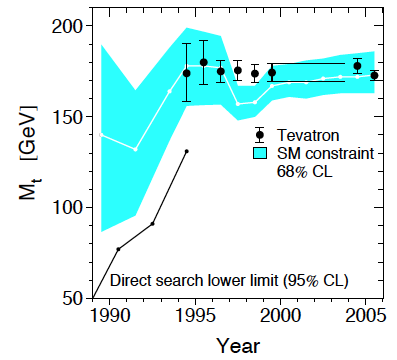 200
150
100
50
M_t [GeV]
Tevatron
SM constraint
68% CL
Direct search lower limit (95% CL)
1990 1995 2000 2005
Year